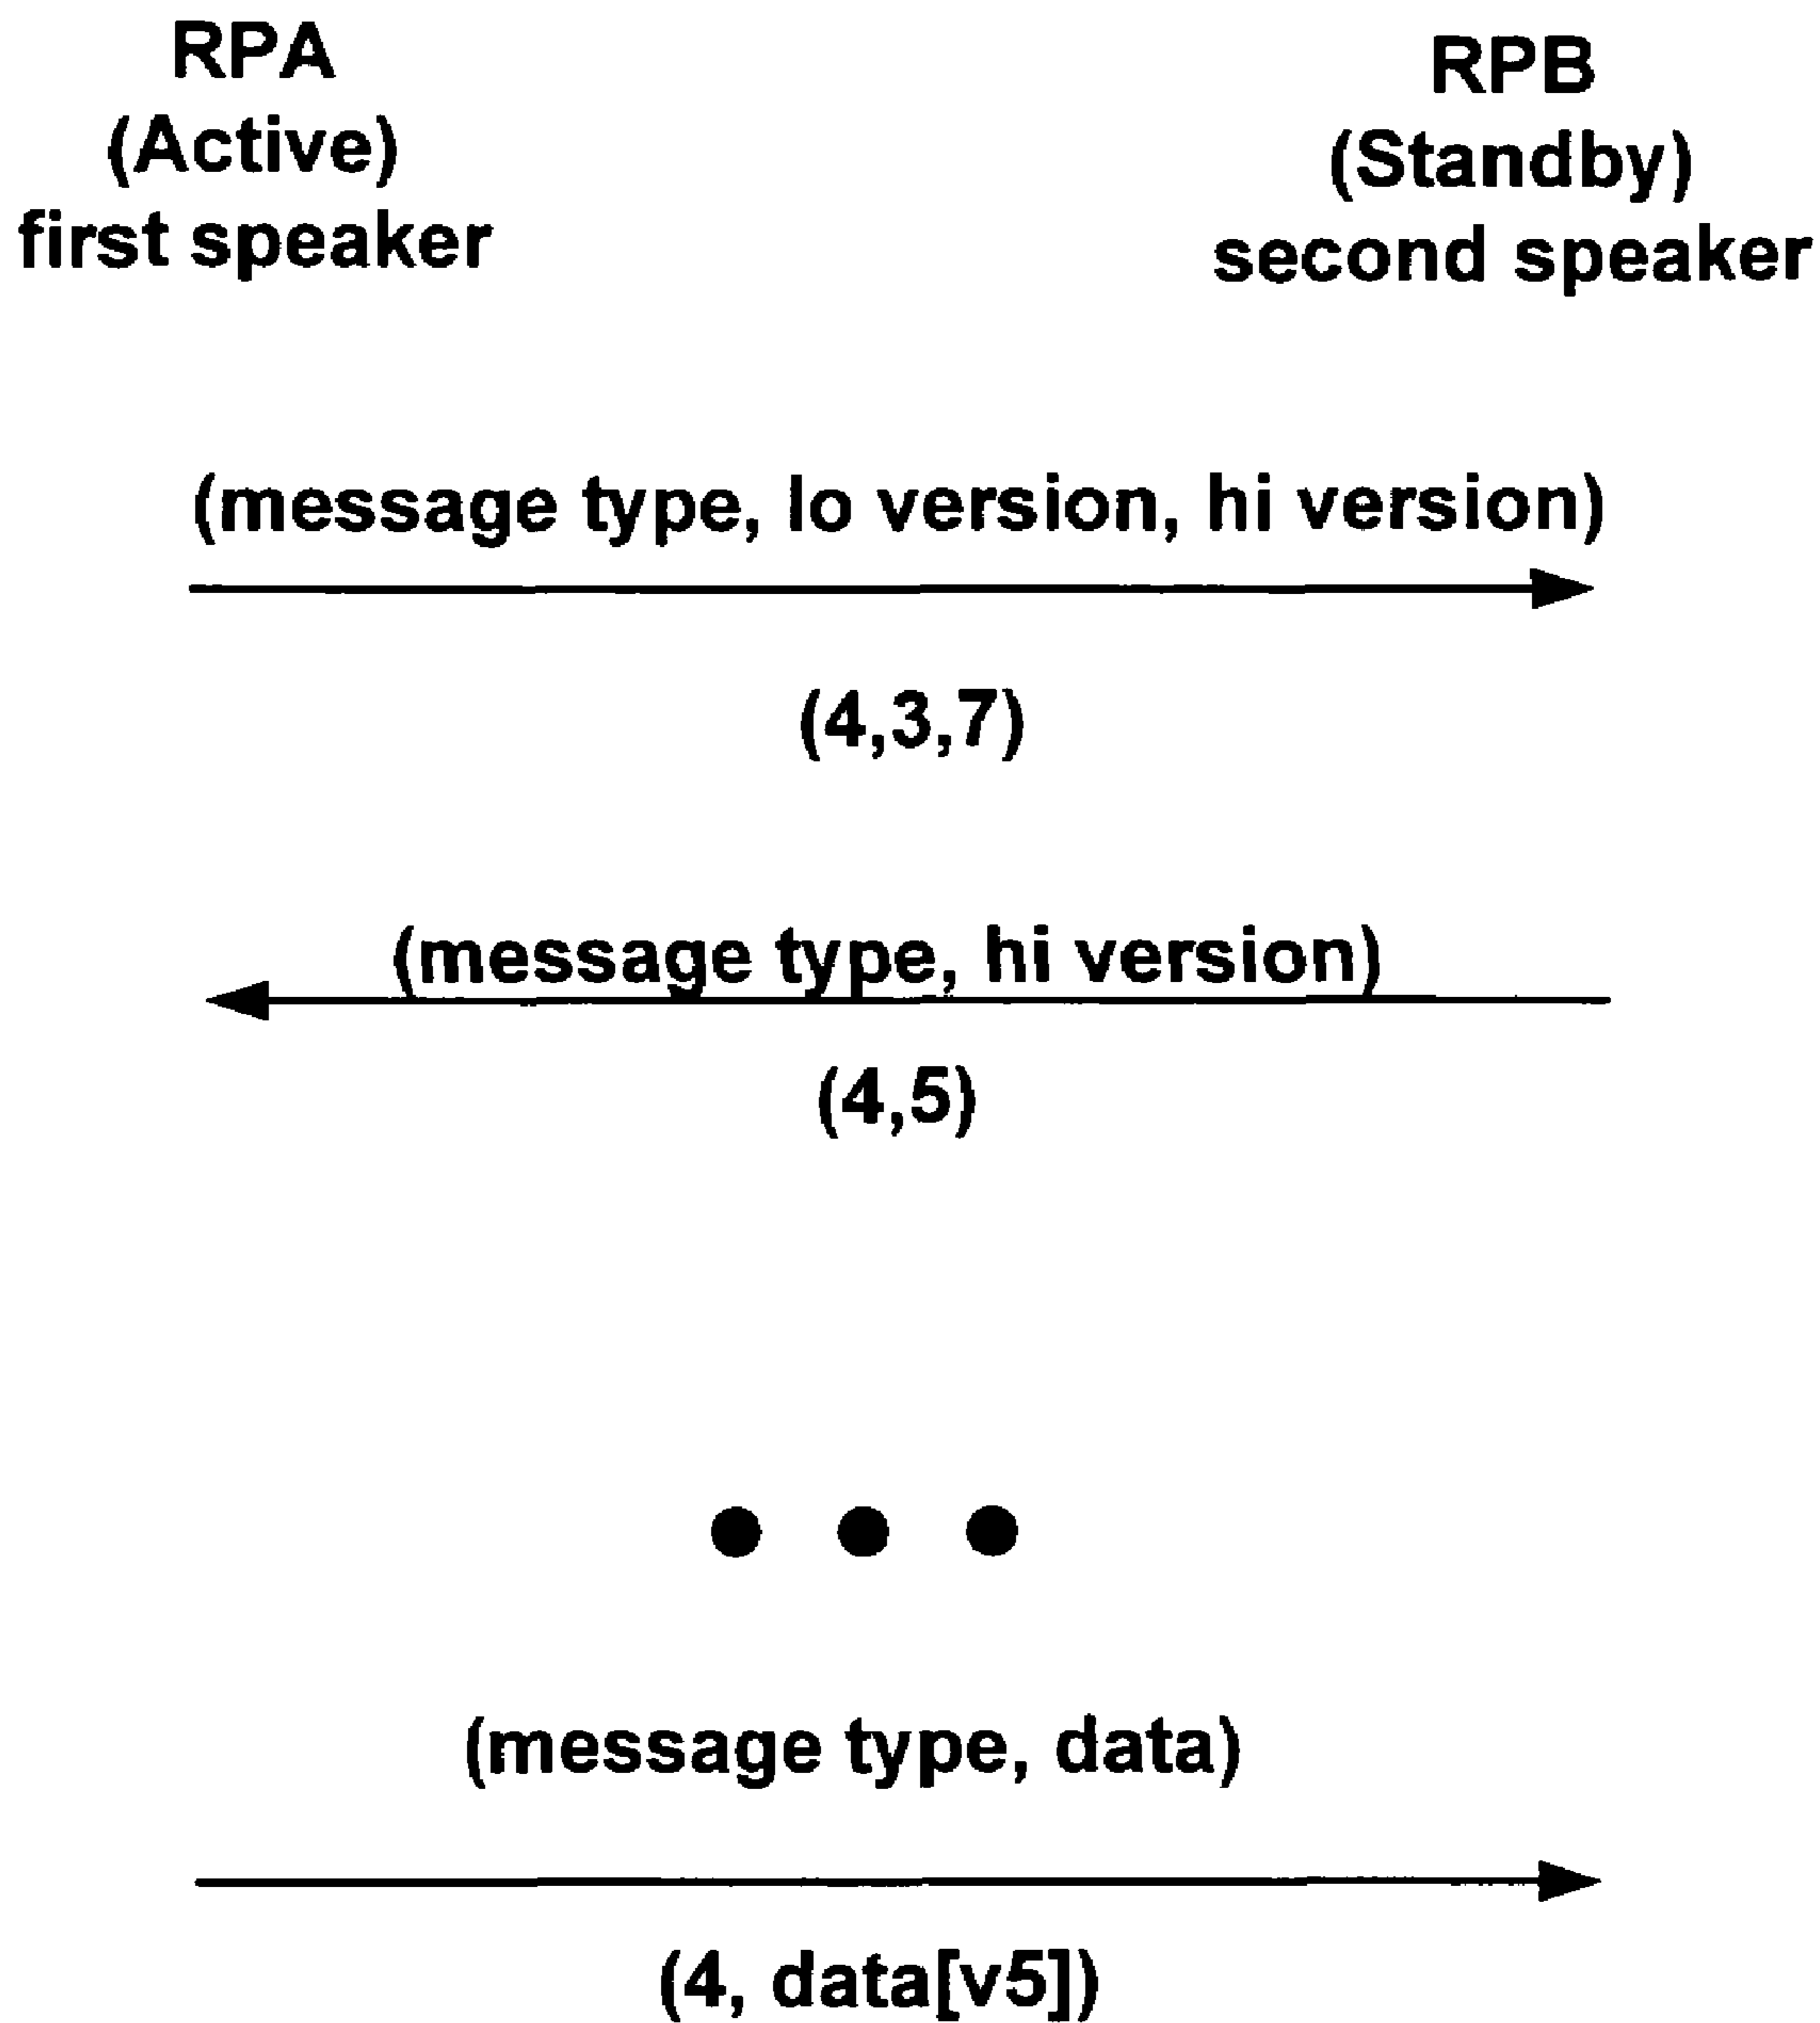 RPA
(Active)
first speaker
RPB
(Standby)
second speaker
(message type, lo version, hi version)
(4,3,7)
(message type, hi version)
(4,5)
(message type, data)
(4, data[v5])